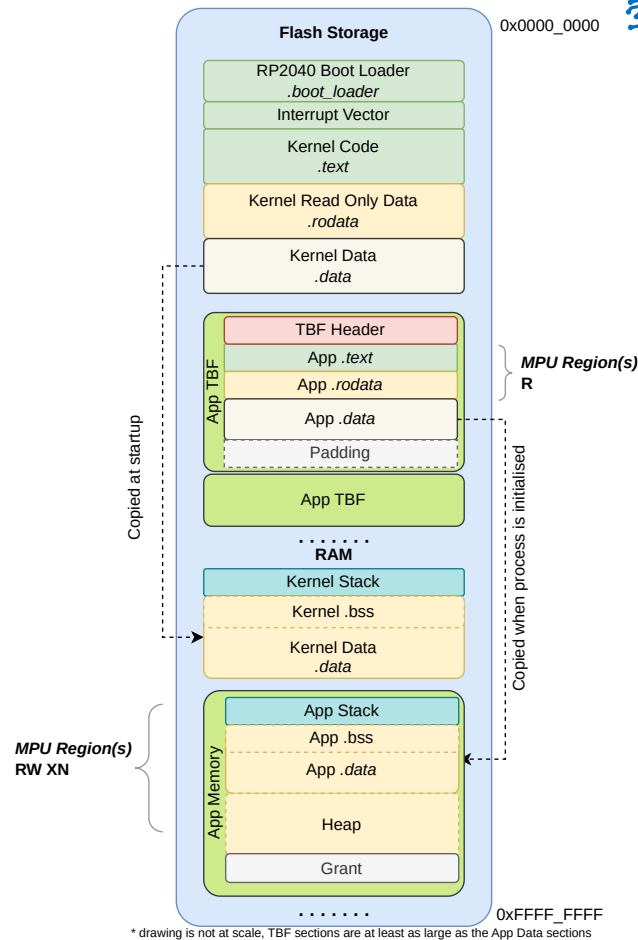 Flash Storage
0x0000_0000
RP2040 Boot Loader
.boot_loader
Interrupt Vector
Kernel Code
.text
Kernel Read Only Data
.rodata
Kernel Data
.data
App TBF
TBF Header
App .text
App .rodata
App .data
Padding
MPU Region(s)
R
App TBF
Copied at startup
Copied when process is initialised
. . . . . . .
RAM
Kernel Stack
Kernel .bss
Kernel Data
.data
App Memory
App Stack
App .bss
App .data
Heap
Grant
MPU Region(s)
RW XN
. . . . . . .
0xFFFF_FFFF
* drawing is not at scale, TBF sections are at least as large as the App Data sections